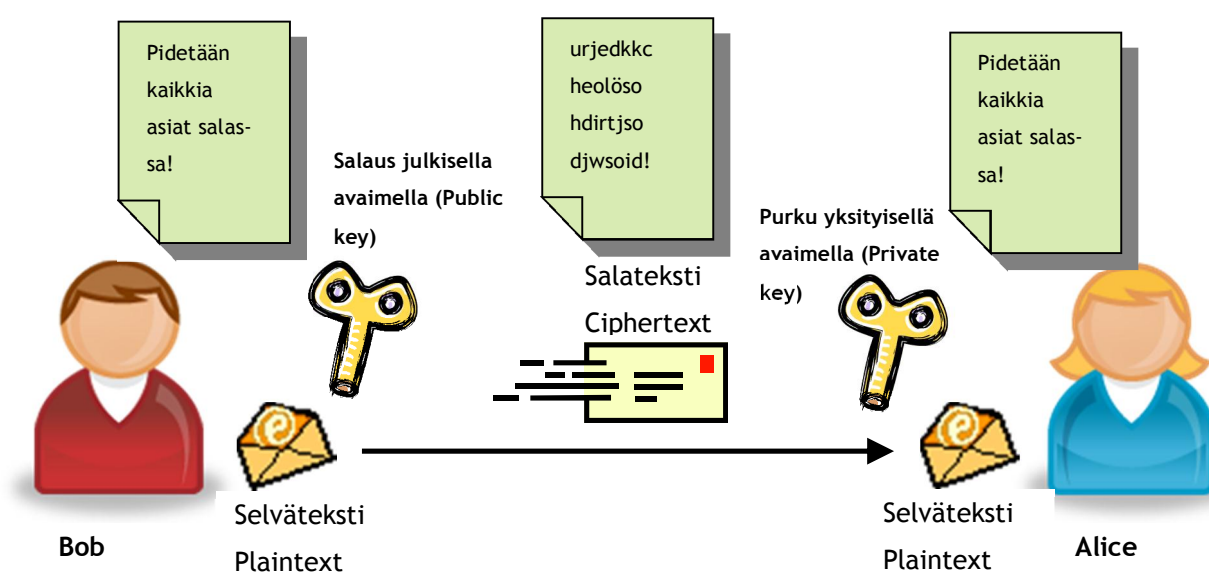 Pidetään
kaikkia
asiat salas-
sa!
Salaus julkisella
avaimella (Public
key)
urjedkkc
heolöso
hdirtjso
djwsoid!
Salateksti
Ciphertext
Purku yksityisellä
avaimella (Private
key)
Pidetään
kaikkia
asiat salas-
sa!
Bob
Selväteksti
Plaintext
Selväteksti
Plaintext
Alice